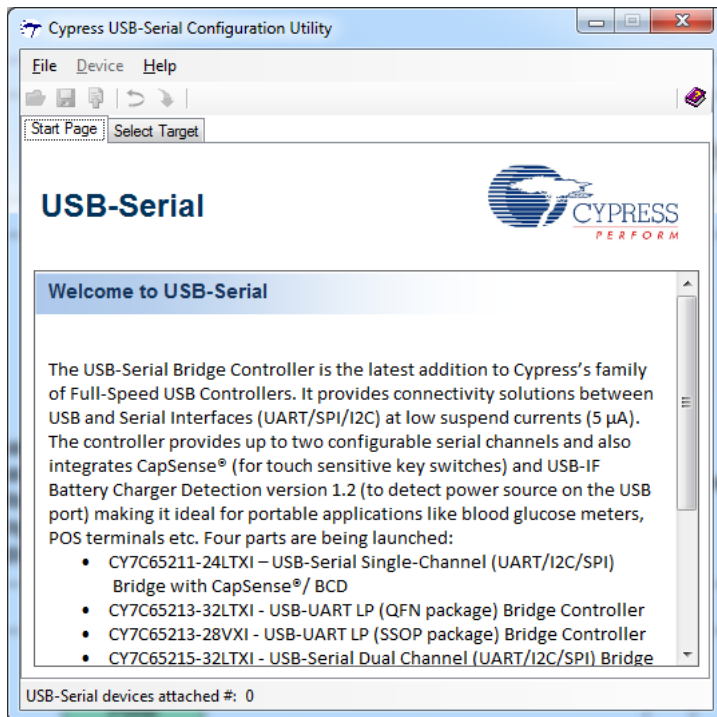 Cypress USB-Serial Configuration Utility
File Device Help
Start Page Select Target
USB-Serial
CYPRESS
PERFORM
Welcome to USB-Serial
The USB-Serial Bridge Controller is the latest addition to Cypress's family
of Full-Speed USB Controllers. It provides connectivity solutions between
USB and Serial Interfaces (UART/SPI/I2C) at low suspend currents (5 µA).
The controller provides up to two configurable serial channels and also
integrates CapSense® (for touch sensitive key switches) and USB-IF
Battery Charger Detection version 1.2 (to detect power source on the USB
port) making it ideal for portable applications like blood glucose meters,
POS terminals etc. Four parts are being launched:
• CY7C65211-24LTXI – USB-Serial Single-Channel (UART/I2C/SPI)
Bridge with CapSense®/ BCD
• CY7C65213-32LTXI - USB-UART LP (QFN package) Bridge Controller
• CY7C65213-28VXI - USB-UART LP (SSOP package) Bridge Controller
• CY7C65215-32LTXI - USB-Serial Dual Channel (UART/I2C/SPI) Bridge
USB-Serial devices attached #: 0